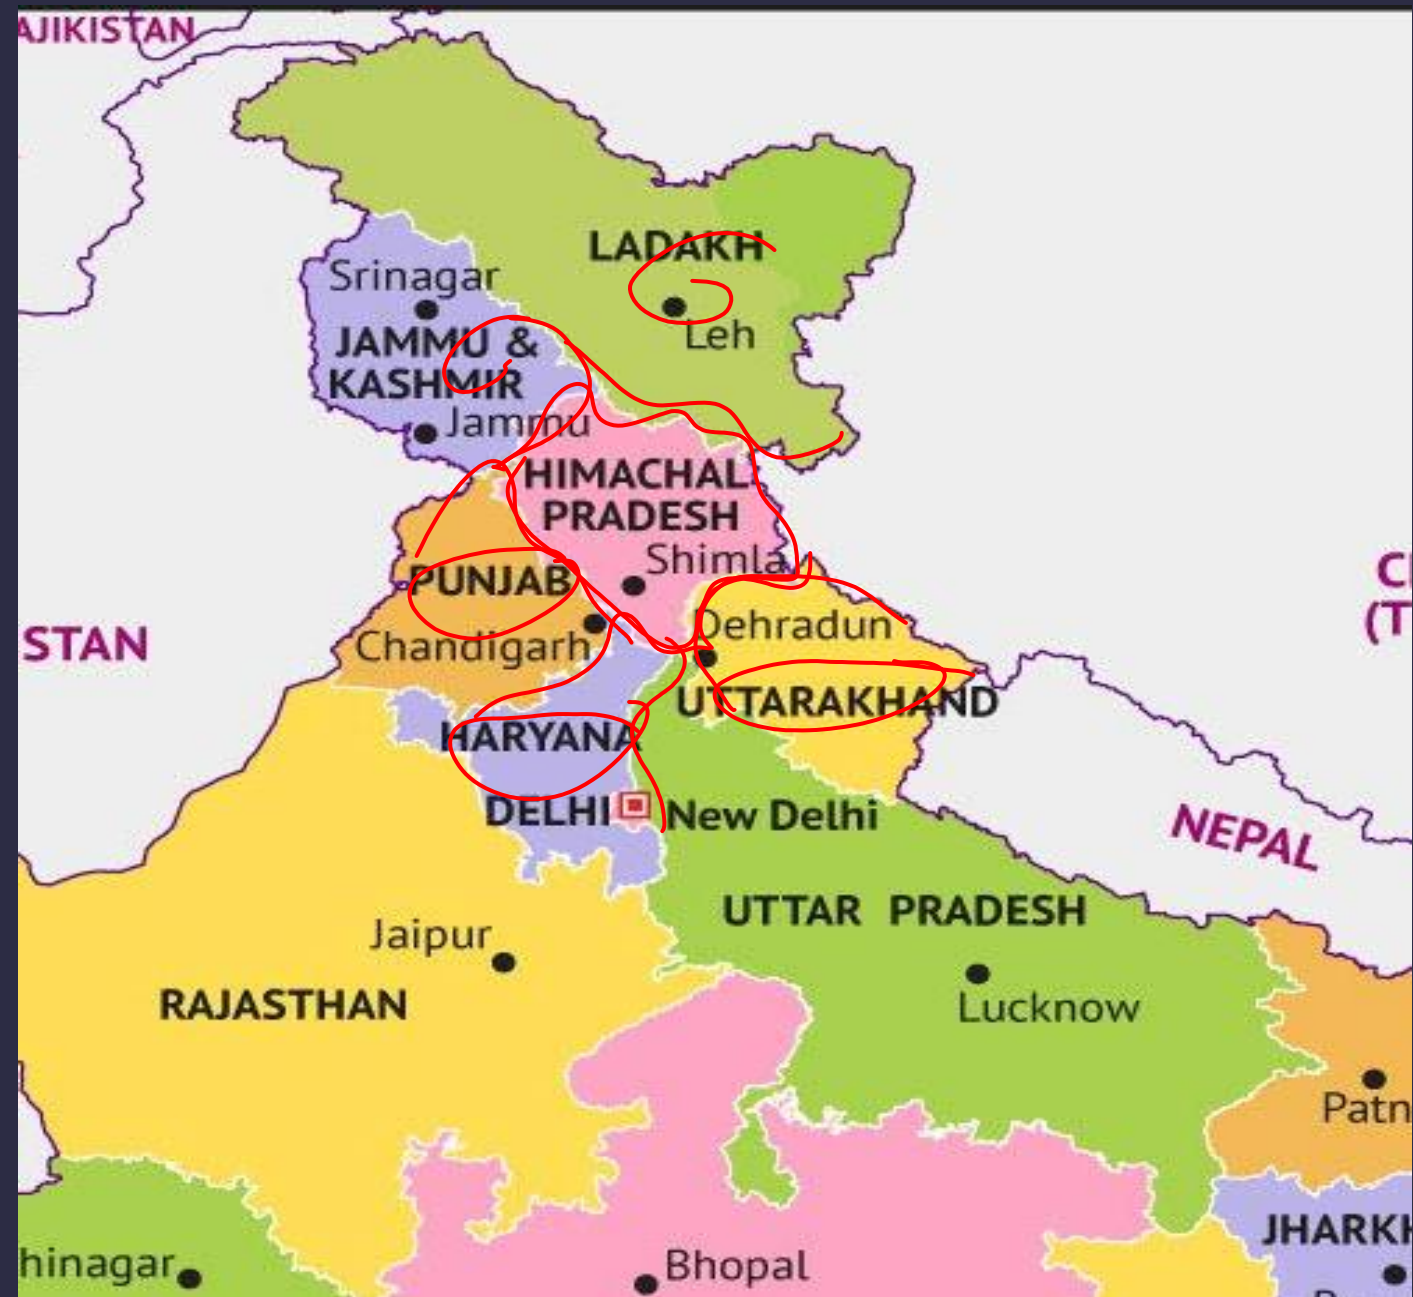 AJIKISTAN
LADAKH
Srinagar
Leh
JAMMU &
KASHMIR
Jammu
HIMACHAL
PRADESH
Shimla
PUNJAB
STAN
Chandigarh
Dehradun
UTTARAKHAND
HARYANA
DELHI
New Delhi
NEPAL
UTTAR PRADESH
Jaipur
RAJASTHAN
Lucknow
Patn
JHARKH
hinagar
Bhopal